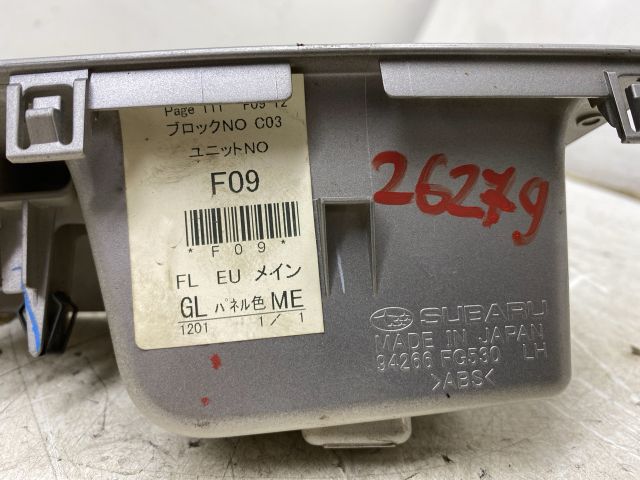 Page 111 F09 12
ブロックNO C03
ユニットNO
F09
*F09*
FL EU メイン
GL パネル色 ME
1201 1/1
26279
SUBARU
MADE IN JAPAN
94266 FG530 LH
>ABS<